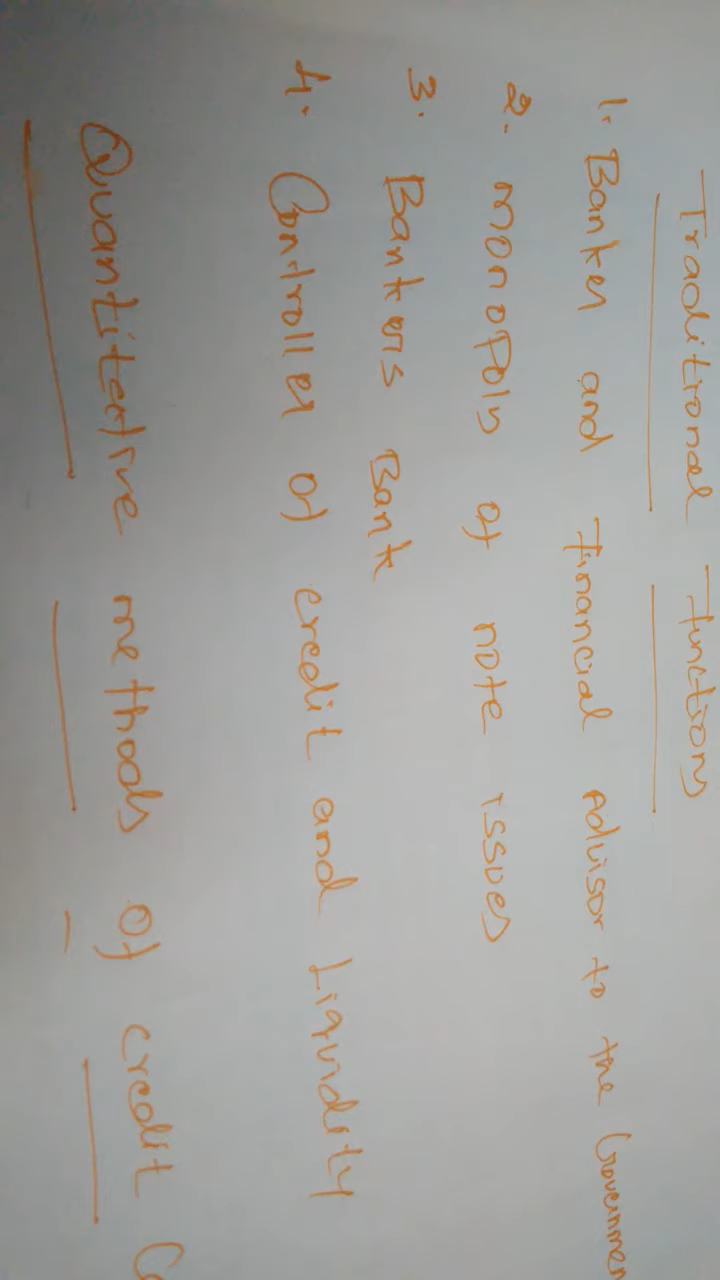 Traditional Functions
1. Banker and Financial Advisor to the Governmen
2. monopoly of note issues
3. Bankers Bank
4. Controller of credit and Liquidity
Quantitative methods of credit